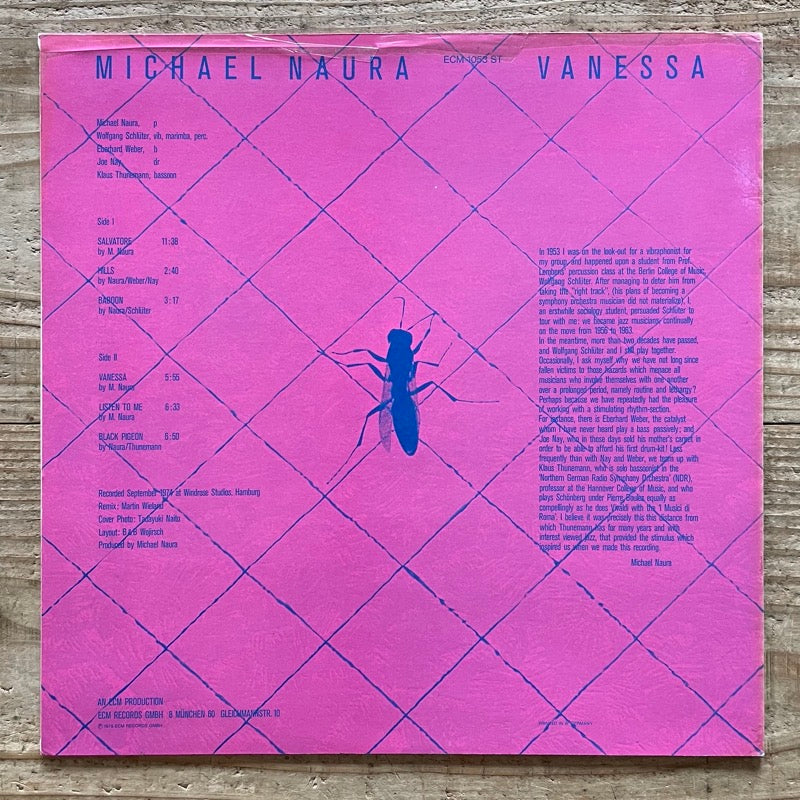 MICHAEL NAURA
ECM 1053 ST
VANESSA
Michael Naura, p
Wolfgang Schlüter, vib, marimba, perc.
Eberhard Weber, b
Joe Nay, dr
Klaus Thunemann, bassoon
Side I
SALVATORE 11:38
by M. Naura
HILLS 2:40
by Naura/Weber/Nay
BABOON 3:17
by Naura/Schlüter
Side II
VANESSA 5:55
by M. Naura
LISTEN TO ME 6:33
by M. Naura
BLACK PIGEON 6:50
by Naura/Thunemann
Recorded September 1974 at Windrose Studios, Hamburg
Remix: Martin Wieland
Cover Photo: Tadayuki Naito
Layout: B & B Wojirsch
Produced by Michael Naura
In 1953 I was on the look-out for a vibraphonist for
my group and happened upon a student from Prof.
Lembens' percussion class at the Berlin College of Music,
Wolfgang Schlüter. After managing to deter him from
taking the "right track", (his plans of becoming a
symphony orchestra musician did not materialize), I,
an erstwhile sociology student, persuaded Schlüter to
tour with me: we became jazz musicians continually
on the move from 1956 to 1963.
In the meantime, more than two decades have passed,
and Wolfgang Schlüter and I still play together.
Occasionally, I ask myself why we have not long since
fallen victims to those hazards which menace all
musicians who involve themselves with one another
over a prolonged period, namely routine and lethargy?
Perhaps because we have repeatedly had the pleasure
of working with a stimulating rhythm-section.
For instance, there is Eberhard Weber, the catalyst
whom I have never heard play a bass passively; and
Joe Nay, who in those days sold his mother's carpet in
order to be able to afford his first drum-kit! Less
frequently than with Nay and Weber, we team up with
Klaus Thunemann, who is solo bassoonist in the
'Northern German Radio Symphony Orchestra' (NDR),
professor at the Hannover College of Music, and who
plays Schönberg under Pierre Boulez equally as
compellingly as he does Vivaldi with the 'I Musici di
Roma'. I believe it was precisely this distance from
which Thunemann has for many years and with
interest viewed jazz, that provided the stimulus which
inspired us when we made this recording.
Michael Naura
AN ECM PRODUCTION
ECM RECORDS GMBH 8 MÜNCHEN 60 GLEICHMANNSTR. 10
℗ 1975 ECM RECORDS GMBH
PRINTED IN W. GERMANY